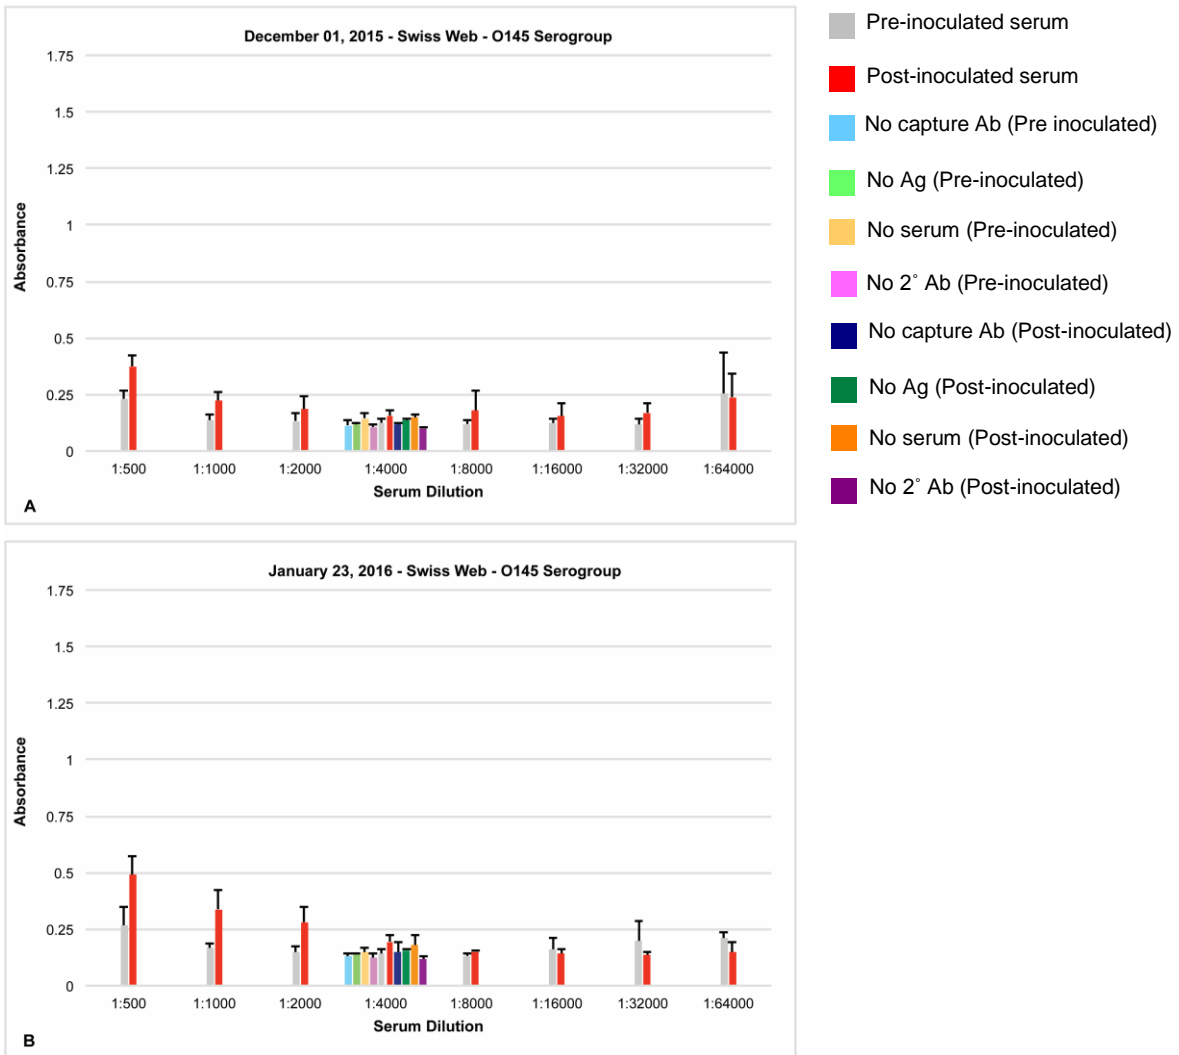 December 01, 2015 - Swiss Web - O145 Serogroup
1.75
1.5
1.25
1
0.75
0.5
0.25
0
Absorbance
1:500
1::1000
1:2000
1:4000
1:8000
1:16000
1:32000
1:64000
Serum Dilution
A
Pre-inoculated serum
Post-inoculated serum
No capture Ab (Pre inoculated)
No Ag (Pre-inoculated)
No serum (Pre-inoculated)
No 2° Ab (Pre-inoculated)
No capture Ab (Post-inoculated)
No Ag (Post-inoculated)
No serum (Post-inoculated)
No 2° Ab (Post-inoculated)
January 23, 2016 - Swiss Web - O145 Serogroup
1.75
1.5
1.25
1
0.75
0.5
0.25
0
Absorbance
1:500
1::1000
1:2000
1:4000
1:8000
1:16000
1:32000
1:64000
Serum Dilution
B